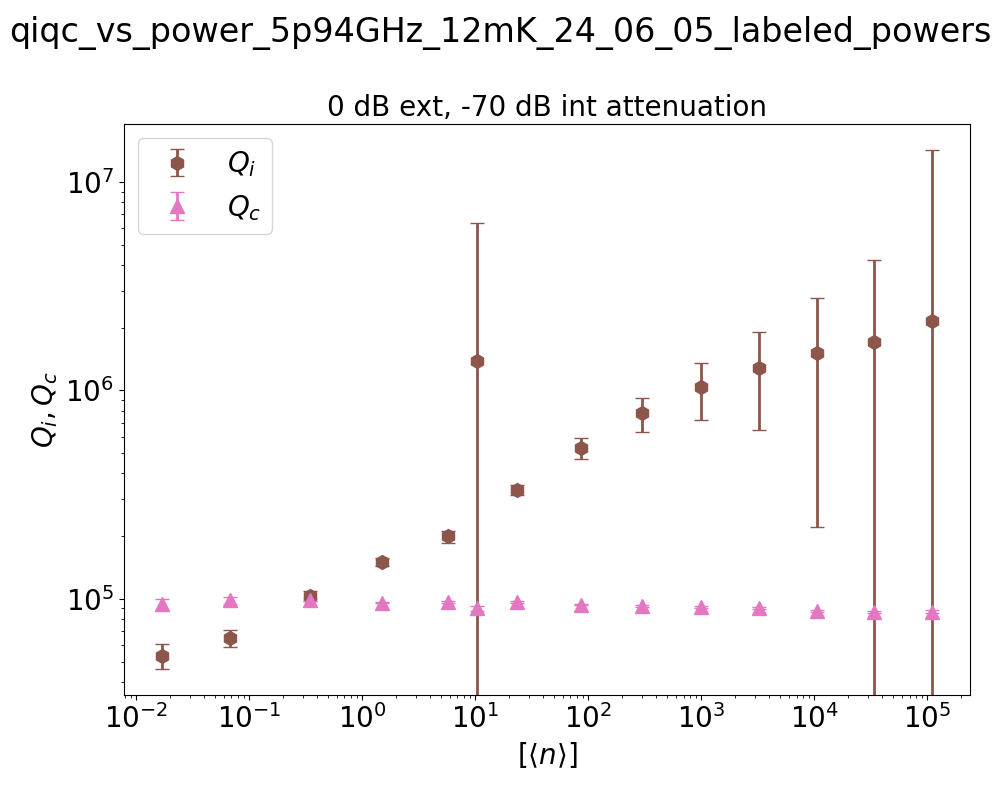 qiqc_vs_power_5p94GHz_12mK_24_06_05_labeled_powers
0 dB ext, -70 dB int attenuation
Q_i
Q_c
10^7
10^6
10^5
Q_i, Q_c
10^{-2} 10^{-1} 10^0 10^1 10^2 10^3 10^4 10^5
[⟨n⟩]